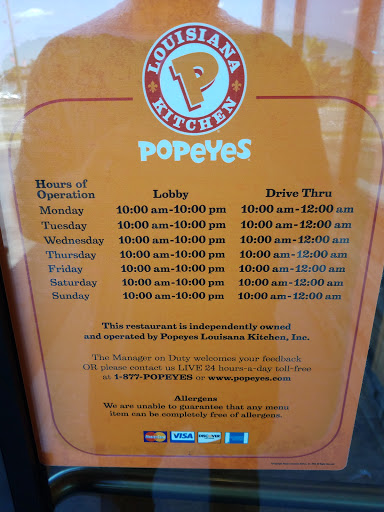 LOUISIANA
P
KITCHEN
POPEYES
Hours of
Operation Lobby Drive Thru
Monday 10:00 am-10:00 pm 10:00 am-12:00 am
Tuesday 10:00 am-10:00 pm 10:00 am-12:00 am
Wednesday 10:00 am-10:00 pm 10:00 am-12:00 am
Thursday 10:00 am-10:00 pm 10:00 am-12:00 am
Friday 10:00 am-10:00 pm 10:00 am-12:00 am
Saturday 10:00 am-10:00 pm 10:00 am-12:00 am
Sunday 10:00 am-10:00 pm 10:00 am-12:00 am
This restaurant is independently owned
and operated by Popeyes Louisana Kitchen, Inc.
The Manager on Duty welcomes your feedback
OR please contact us LIVE 24 hours-a-day toll-free
at 1-877-POPEYES or www.popeyes.com
Allergens
We are unable to guarantee that any menu
item can be completely free of allergens.
MasterCard VISA DISCOVER